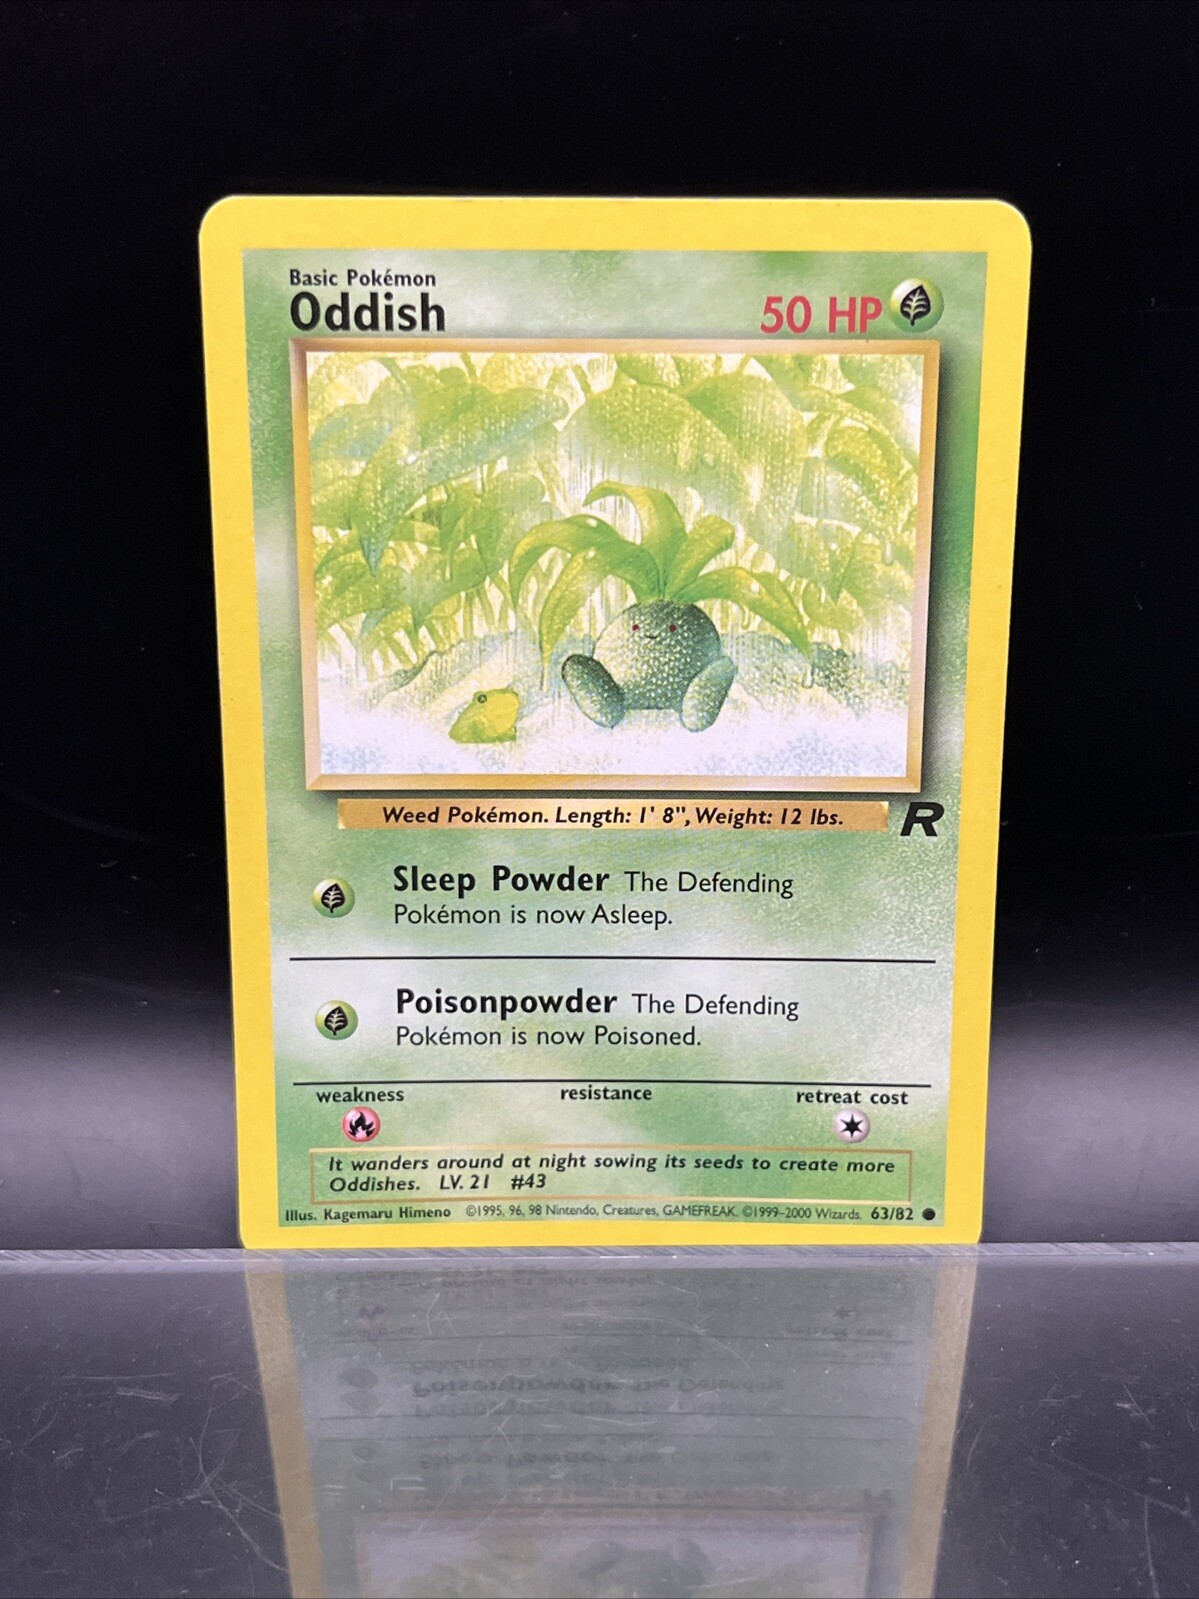 Basic Pokémon
Oddish
50 HP
Weed Pokémon. Length: 1' 8", Weight: 12 lbs.
R
Sleep Powder The Defending
Pokémon is now Asleep.
Poisonpowder The Defending
Pokémon is now Poisoned.
weakness resistance retreat cost
It wanders around at night sowing its seeds to create more
Oddishes. LV. 21 #43
Illus. Kagemaru Himeno ©1995, 96, 98 Nintendo, Creatures, GAMEFREAK. ©1999–2000 Wizards. 63/82